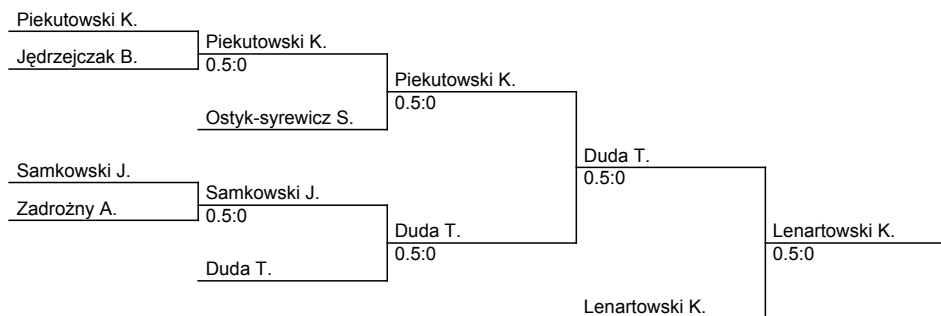 Piekutowski K.
Jędrzejczak B.
Piekutowski K.
0.5:0
Ostyk-syrewicz S.
Piekutowski K.
0.5:0
Samkowski J.
Zadrożny A.
Samkowski J.
0.5:0
Duda T.
Duda T.
0.5:0
Duda T.
0.5:0
Lenartowski K.
Lenartowski K.
0.5:0